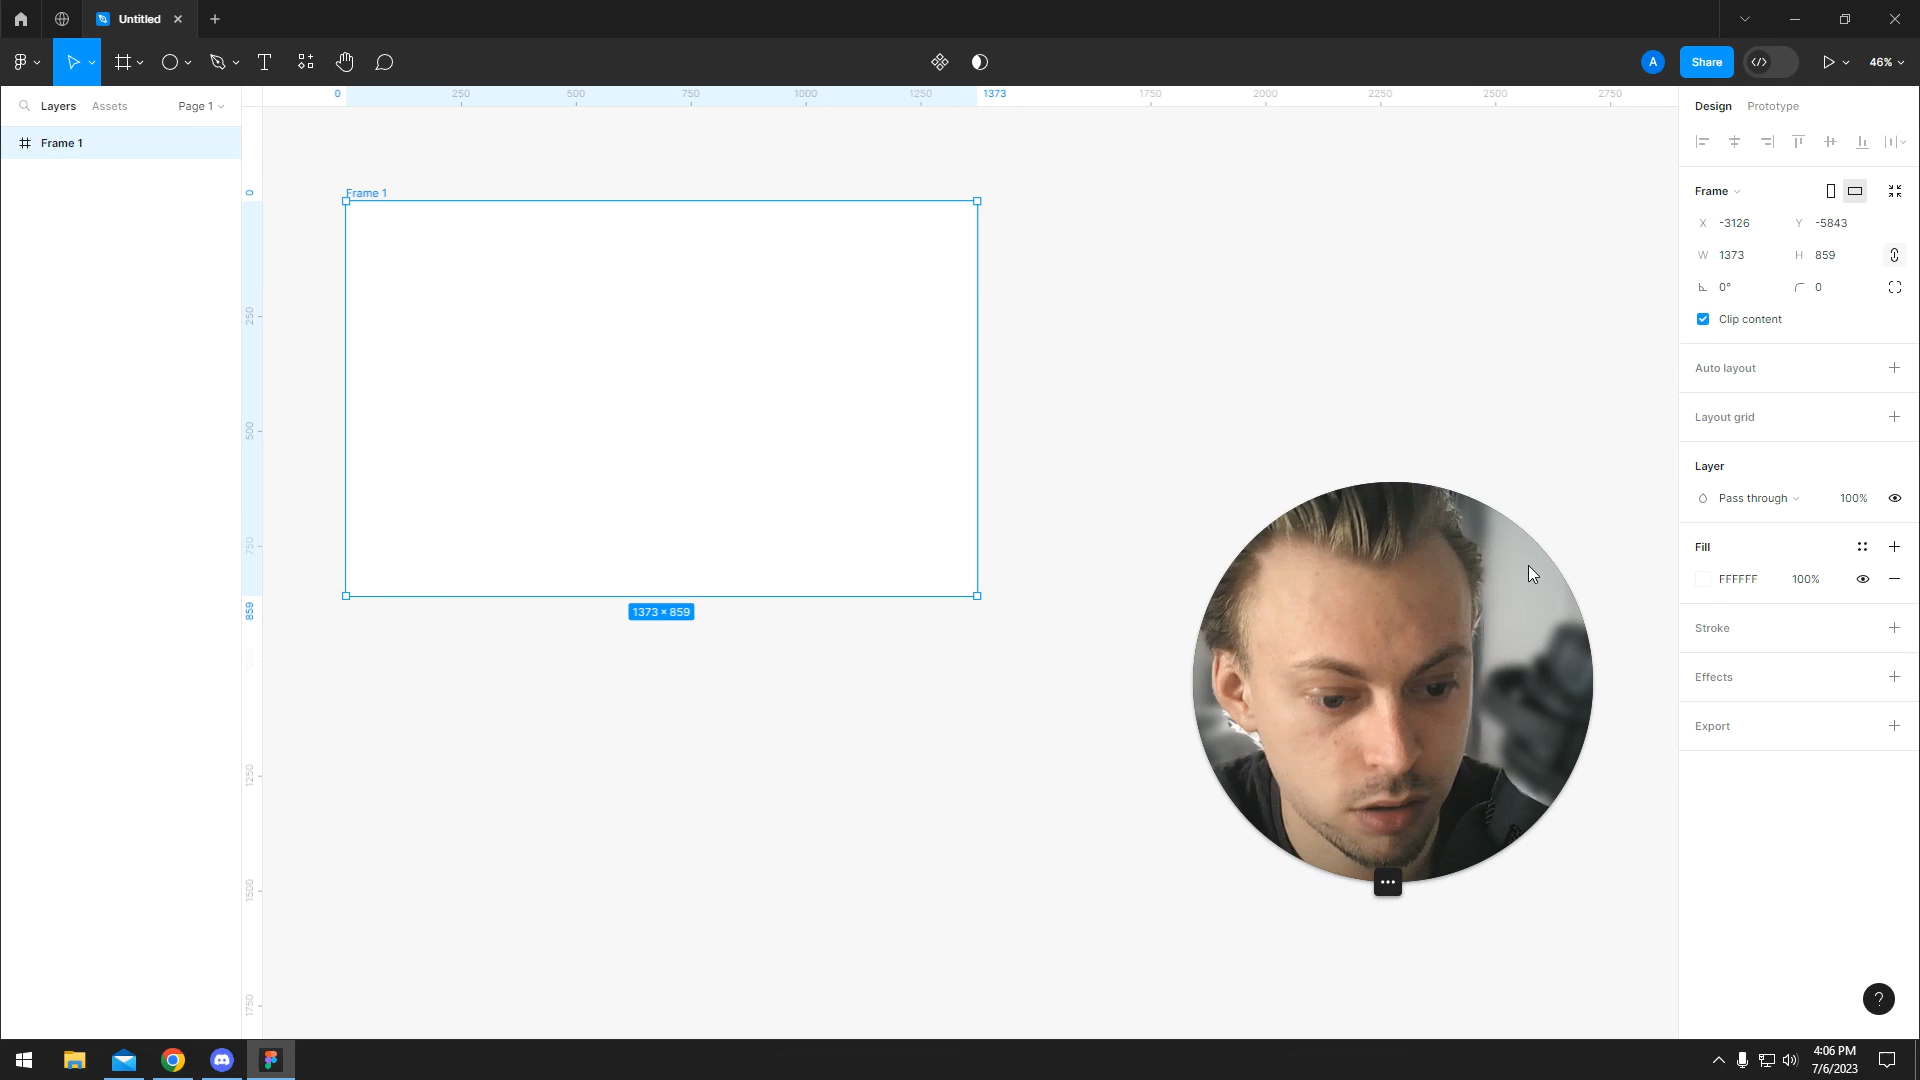 Untitled
A
Share
46%
Layers
Assets
Page 1
0
250
500
750
1000
1250
1373
1750
2000
2250
2500
2750
Design
Prototype
Frame 1
0
250
500
750
859
1250
1500
1750
Frame 1
1373 × 859
Frame
X -3126
Y -5843
W 1373
H 859
0°
0
Clip content
Auto layout
Layout grid
Layer
Pass through
100%
Fill
FFFFFF
100%
Stroke
Effects
Export
?
4:06 PM
7/6/2023